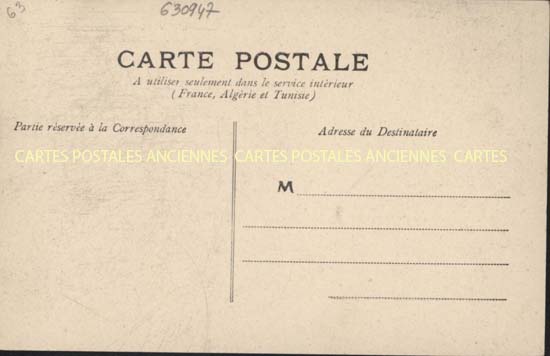 63
630947
CARTE POSTALE
A utiliser seulement dans le service intérieur
(France, Algérie et Tunisie)
Partie réservée à la Correspondance
Adresse du Destinataire
CARTES POSTALES ANCIENNES CARTES POSTALES ANCIENNES CARTES
M